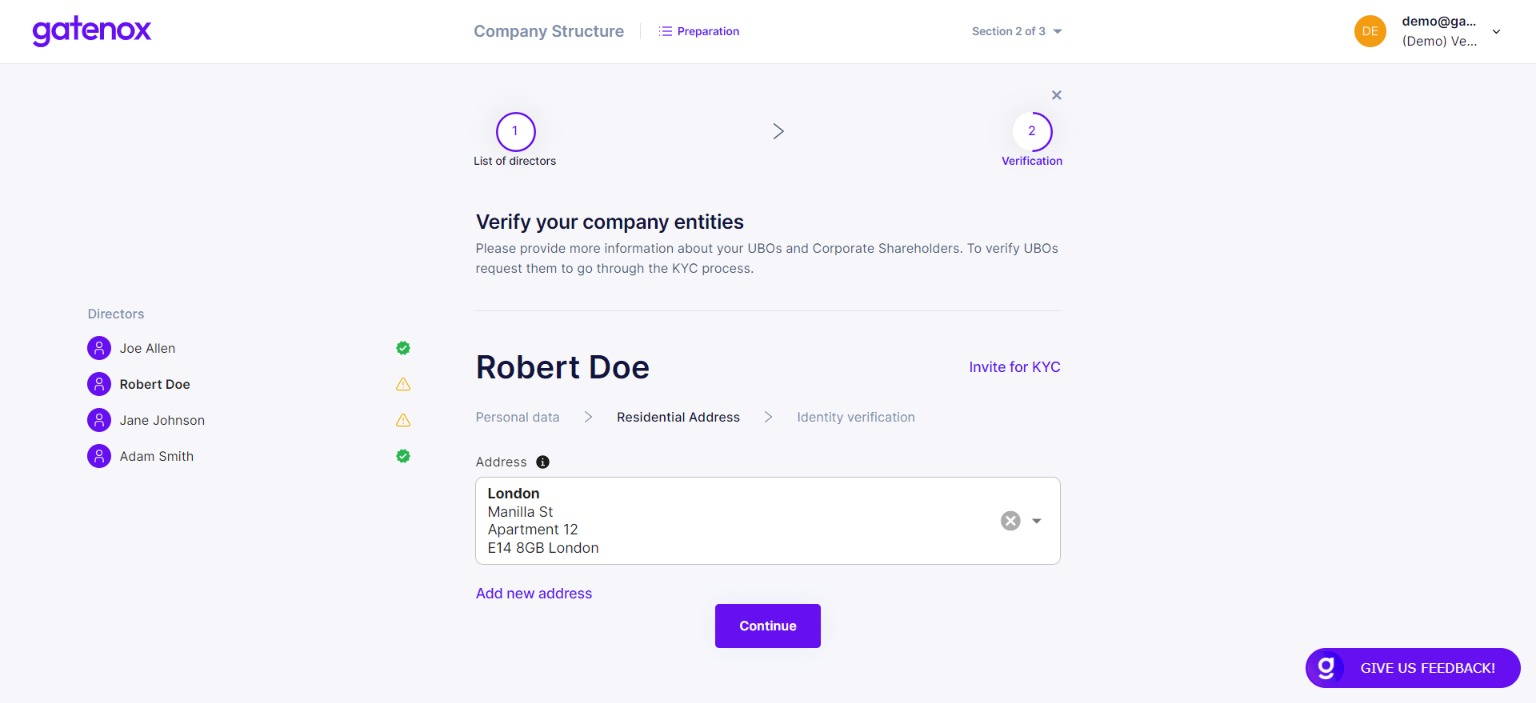 gatenox
Company Structure
Preparation
Section 2 of 3
DE
demo@ga...
(Demo) Ve...
1
List of directors
2
Verification
Verify your company entities
Please provide more information about your UBOs and Corporate Shareholders. To verify UBOs
request them to go through the KYC process.
Directors
Joe Allen
Robert Doe
Jane Johnson
Adam Smith
Robert Doe
Invite for KYC
Personal data
Residential Address
Identity verification
Address
London
Manilla St
Apartment 12
E14 8GB London
Add new address
Continue
g
GIVE US FEEDBACK!